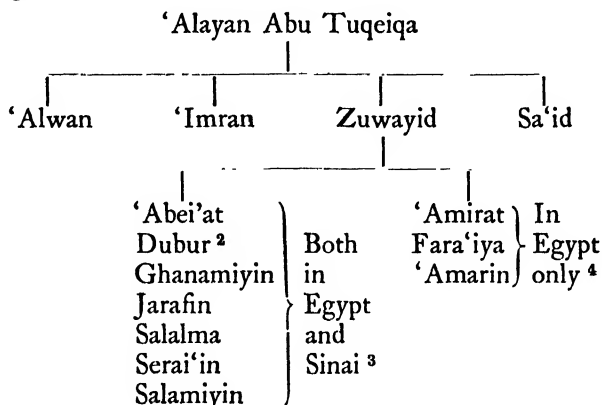 ‘Alayan Abu Tuqeiqa
‘Alwan ‘Imran Zuwayid Sa‘id
‘Abei’at ‘Amirat In
Dubur ² Both Fara‘iya Egypt
Ghanamiyin in ‘Amarin only ⁴
Jarafin Egypt
Salalma and
Serai‘in Sinai ³
Salamiyin